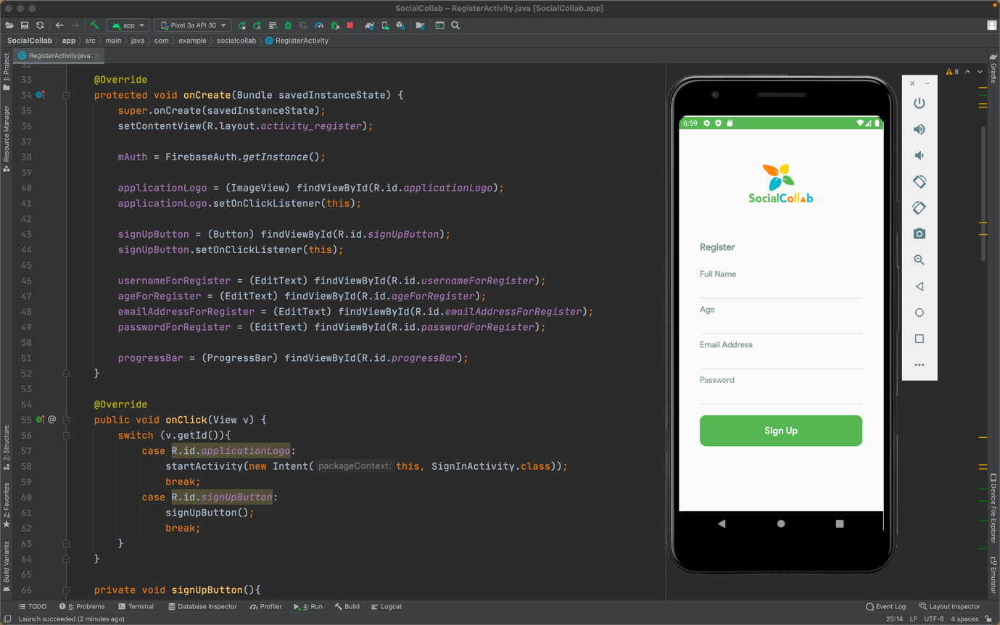 SocialCollab – RegisterActivity.java [SocialCollab.app]
app
Pixel 3a API 30
SocialCollab
app
src
main
java
com
example
socialcollab
RegisterActivity
RegisterActivity.java
1: Project
Resource Manager
7: Structure
2: Favorites
Build Variants
32
33 @Override
34 protected void onCreate(Bundle savedInstanceState) {
35 super.onCreate(savedInstanceState);
36 setContentView(R.layout.activity_register);
37
38 mAuth = FirebaseAuth.getInstance();
39
40 applicationLogo = (ImageView) findViewById(R.id.applicationLogo);
41 applicationLogo.setOnClickListener(this);
42
43 signUpButton = (Button) findViewById(R.id.signUpButton);
44 signUpButton.setOnClickListener(this);
45
46 usernameForRegister = (EditText) findViewById(R.id.usernameForRegister);
47 ageForRegister = (EditText) findViewById(R.id.ageForRegister);
48 emailAddressForRegister = (EditText) findViewById(R.id.emailAddressForRegister);
49 passwordForRegister = (EditText) findViewById(R.id.passwordForRegister);
50
51 progressBar = (ProgressBar) findViewById(R.id.progressBar);
52 }
53
54 @Override
55 @ public void onClick(View v) {
56 switch (v.getId()){
57 case R.id.applicationLogo:
58 startActivity(new Intent( packageContext: this, SignInActivity.class));
59 break;
60 case R.id.signUpButton:
61 signUpButton();
62 break;
63 }
64 }
65
66 private void signUpButton(){
6:59
SocialCollab
Register
Full Name
Age
Email Address
Password
Sign Up
8
Gradle
Device File Explorer
Emulator
TODO
6: Problems
Terminal
Database Inspector
Profiler
4: Run
Build
Logcat
Event Log
Layout Inspector
Launch succeeded (2 minutes ago)
25:14 LF UTF-8 4 spaces